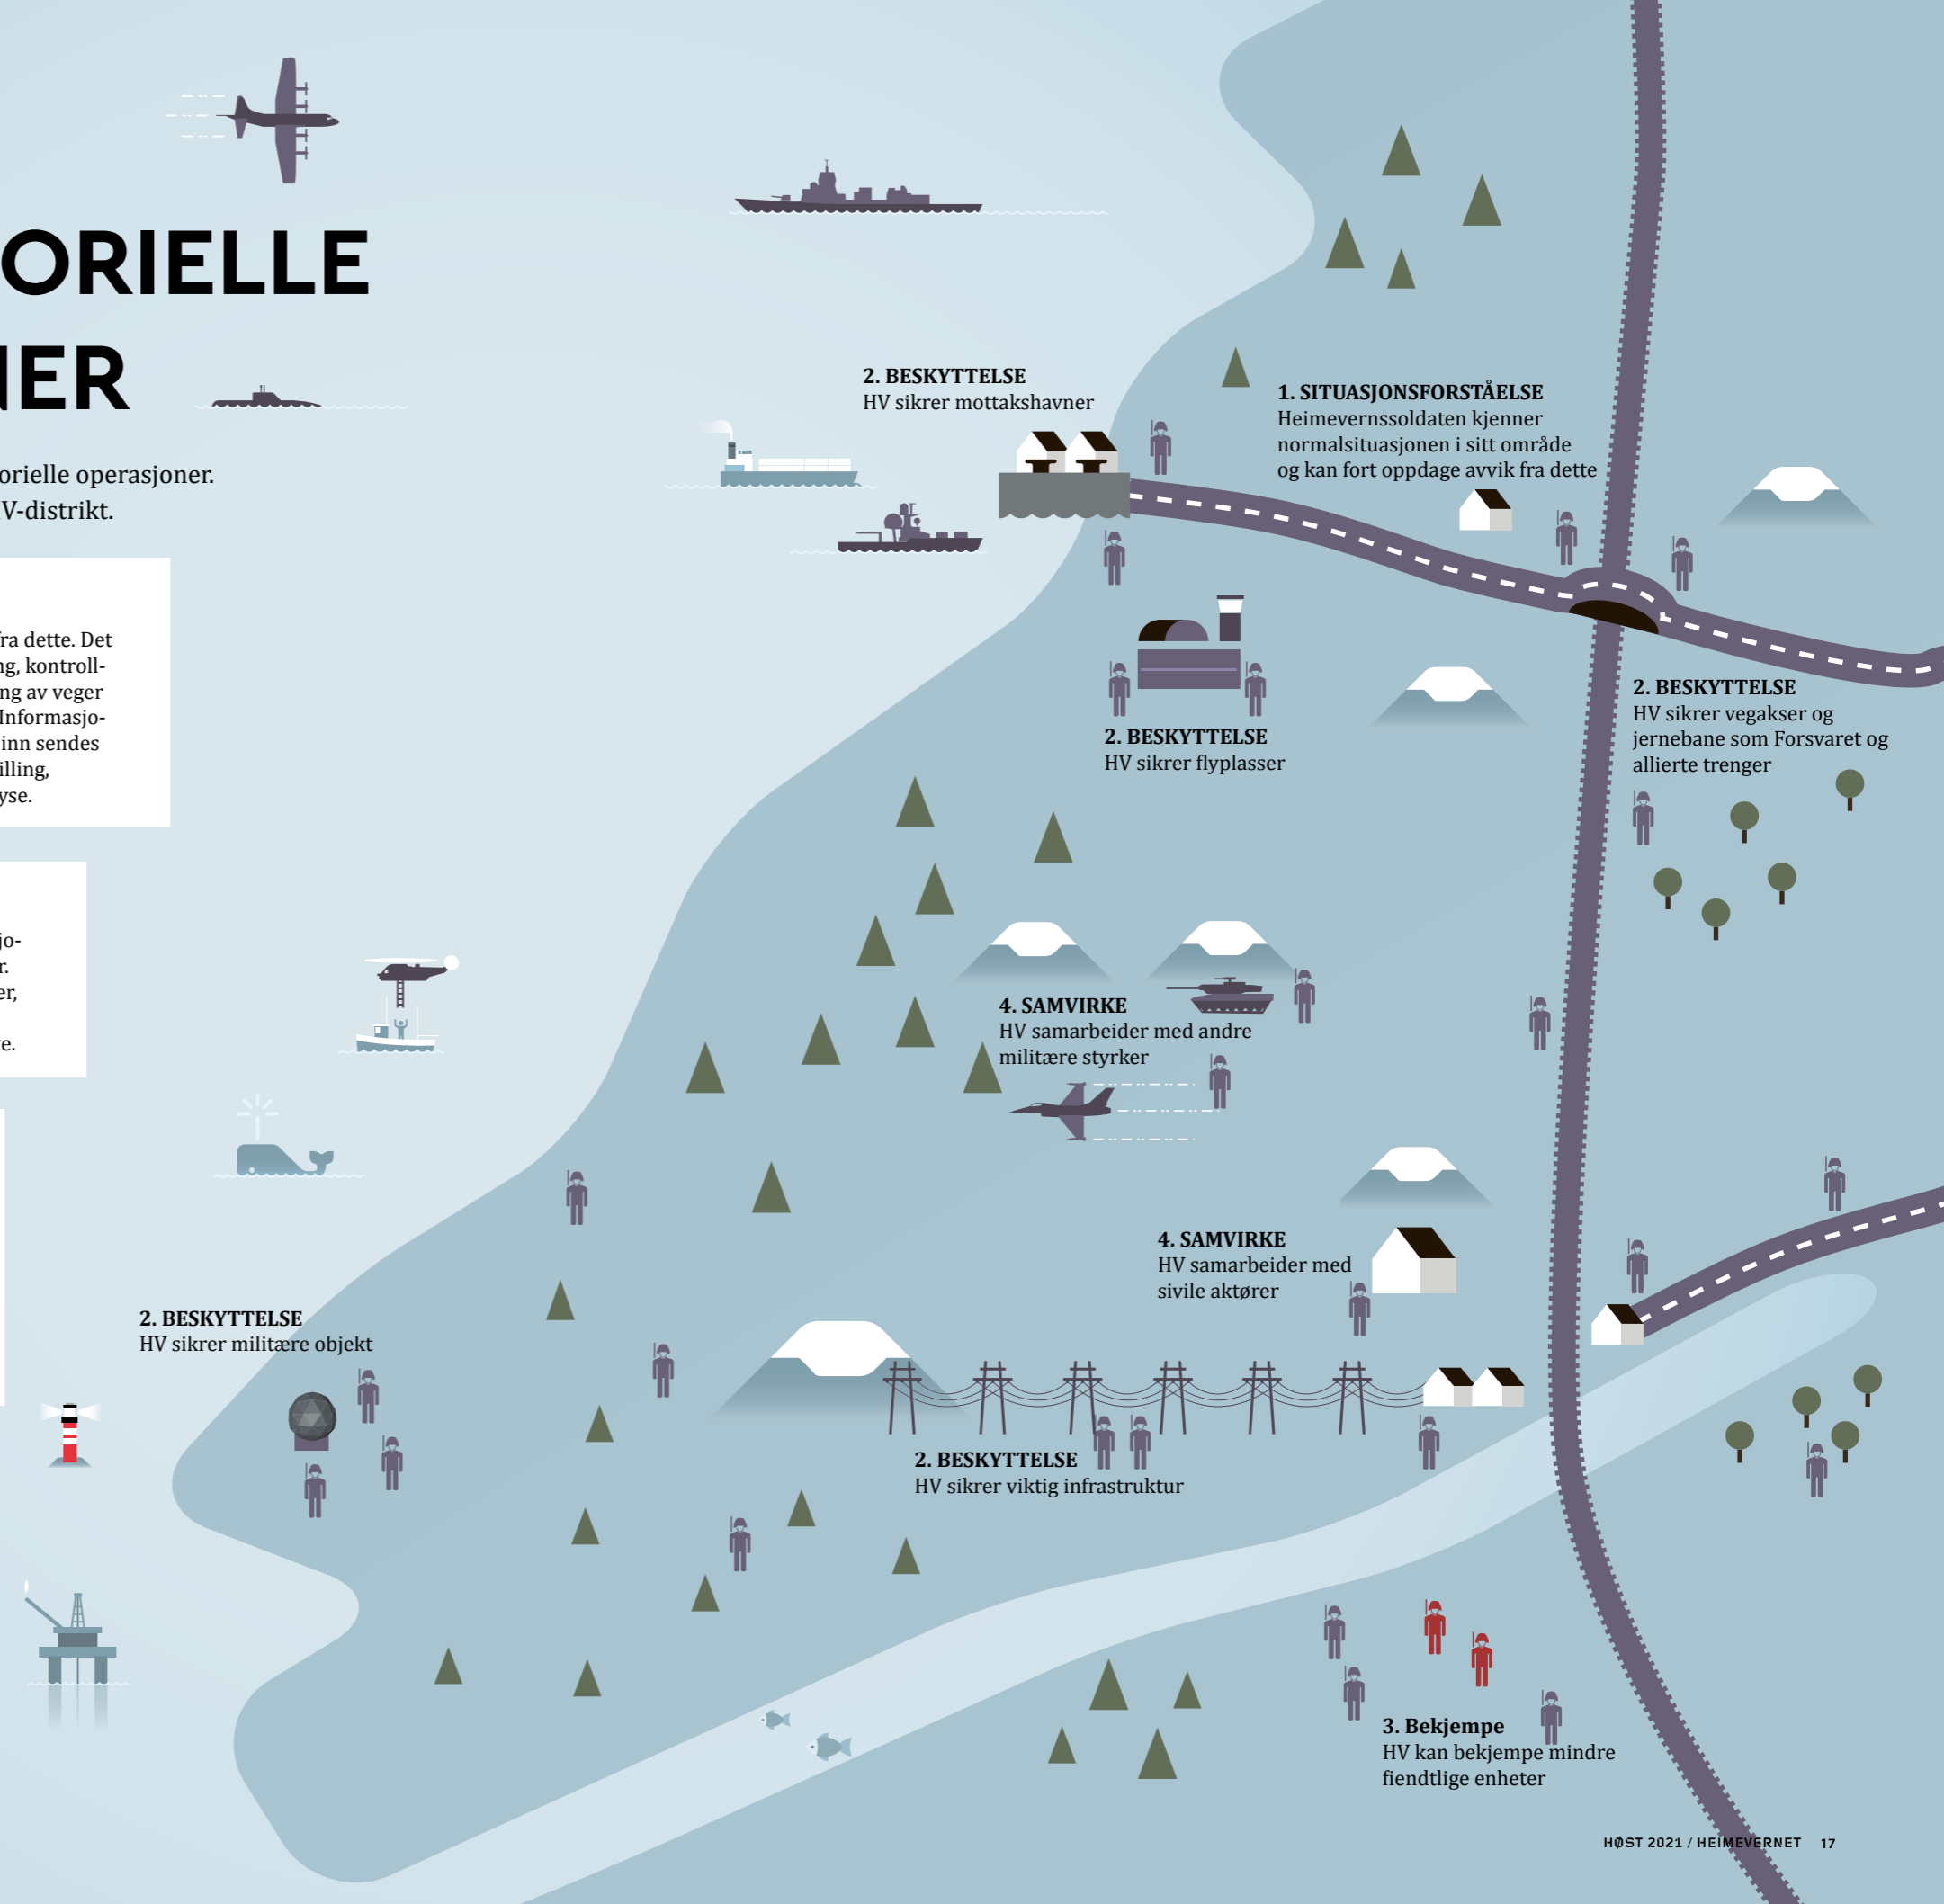 ORIELLE
NER
orielle operasjoner.
V-distrikt.
fra dette. Det
ng, kontroll-
ng av veger
Informasjo-
inn sendes
illing,
yse.
jo-
r.
er,
e.
2. BESKYTTELSE
HV sikrer mottakshavner
1. SITUASJONSFORSTÅELSE
Heimevernssoldaten kjenner
normalsituasjonen i sitt område
og kan fort oppdage avvik fra dette
2. BESKYTTELSE
HV sikrer flyplasser
2. BESKYTTELSE
HV sikrer vegakser og
jernebane som Forsvaret og
allierte trenger
4. SAMVIRKE
HV samarbeider med andre
militære styrker
4. SAMVIRKE
HV samarbeider med
sivile aktører
2. BESKYTTELSE
HV sikrer militære objekt
2. BESKYTTELSE
HV sikrer viktig infrastruktur
3. Bekjempe
HV kan bekjempe mindre
fiendtlige enheter
HØST 2021 / HEIMEVERNET 17